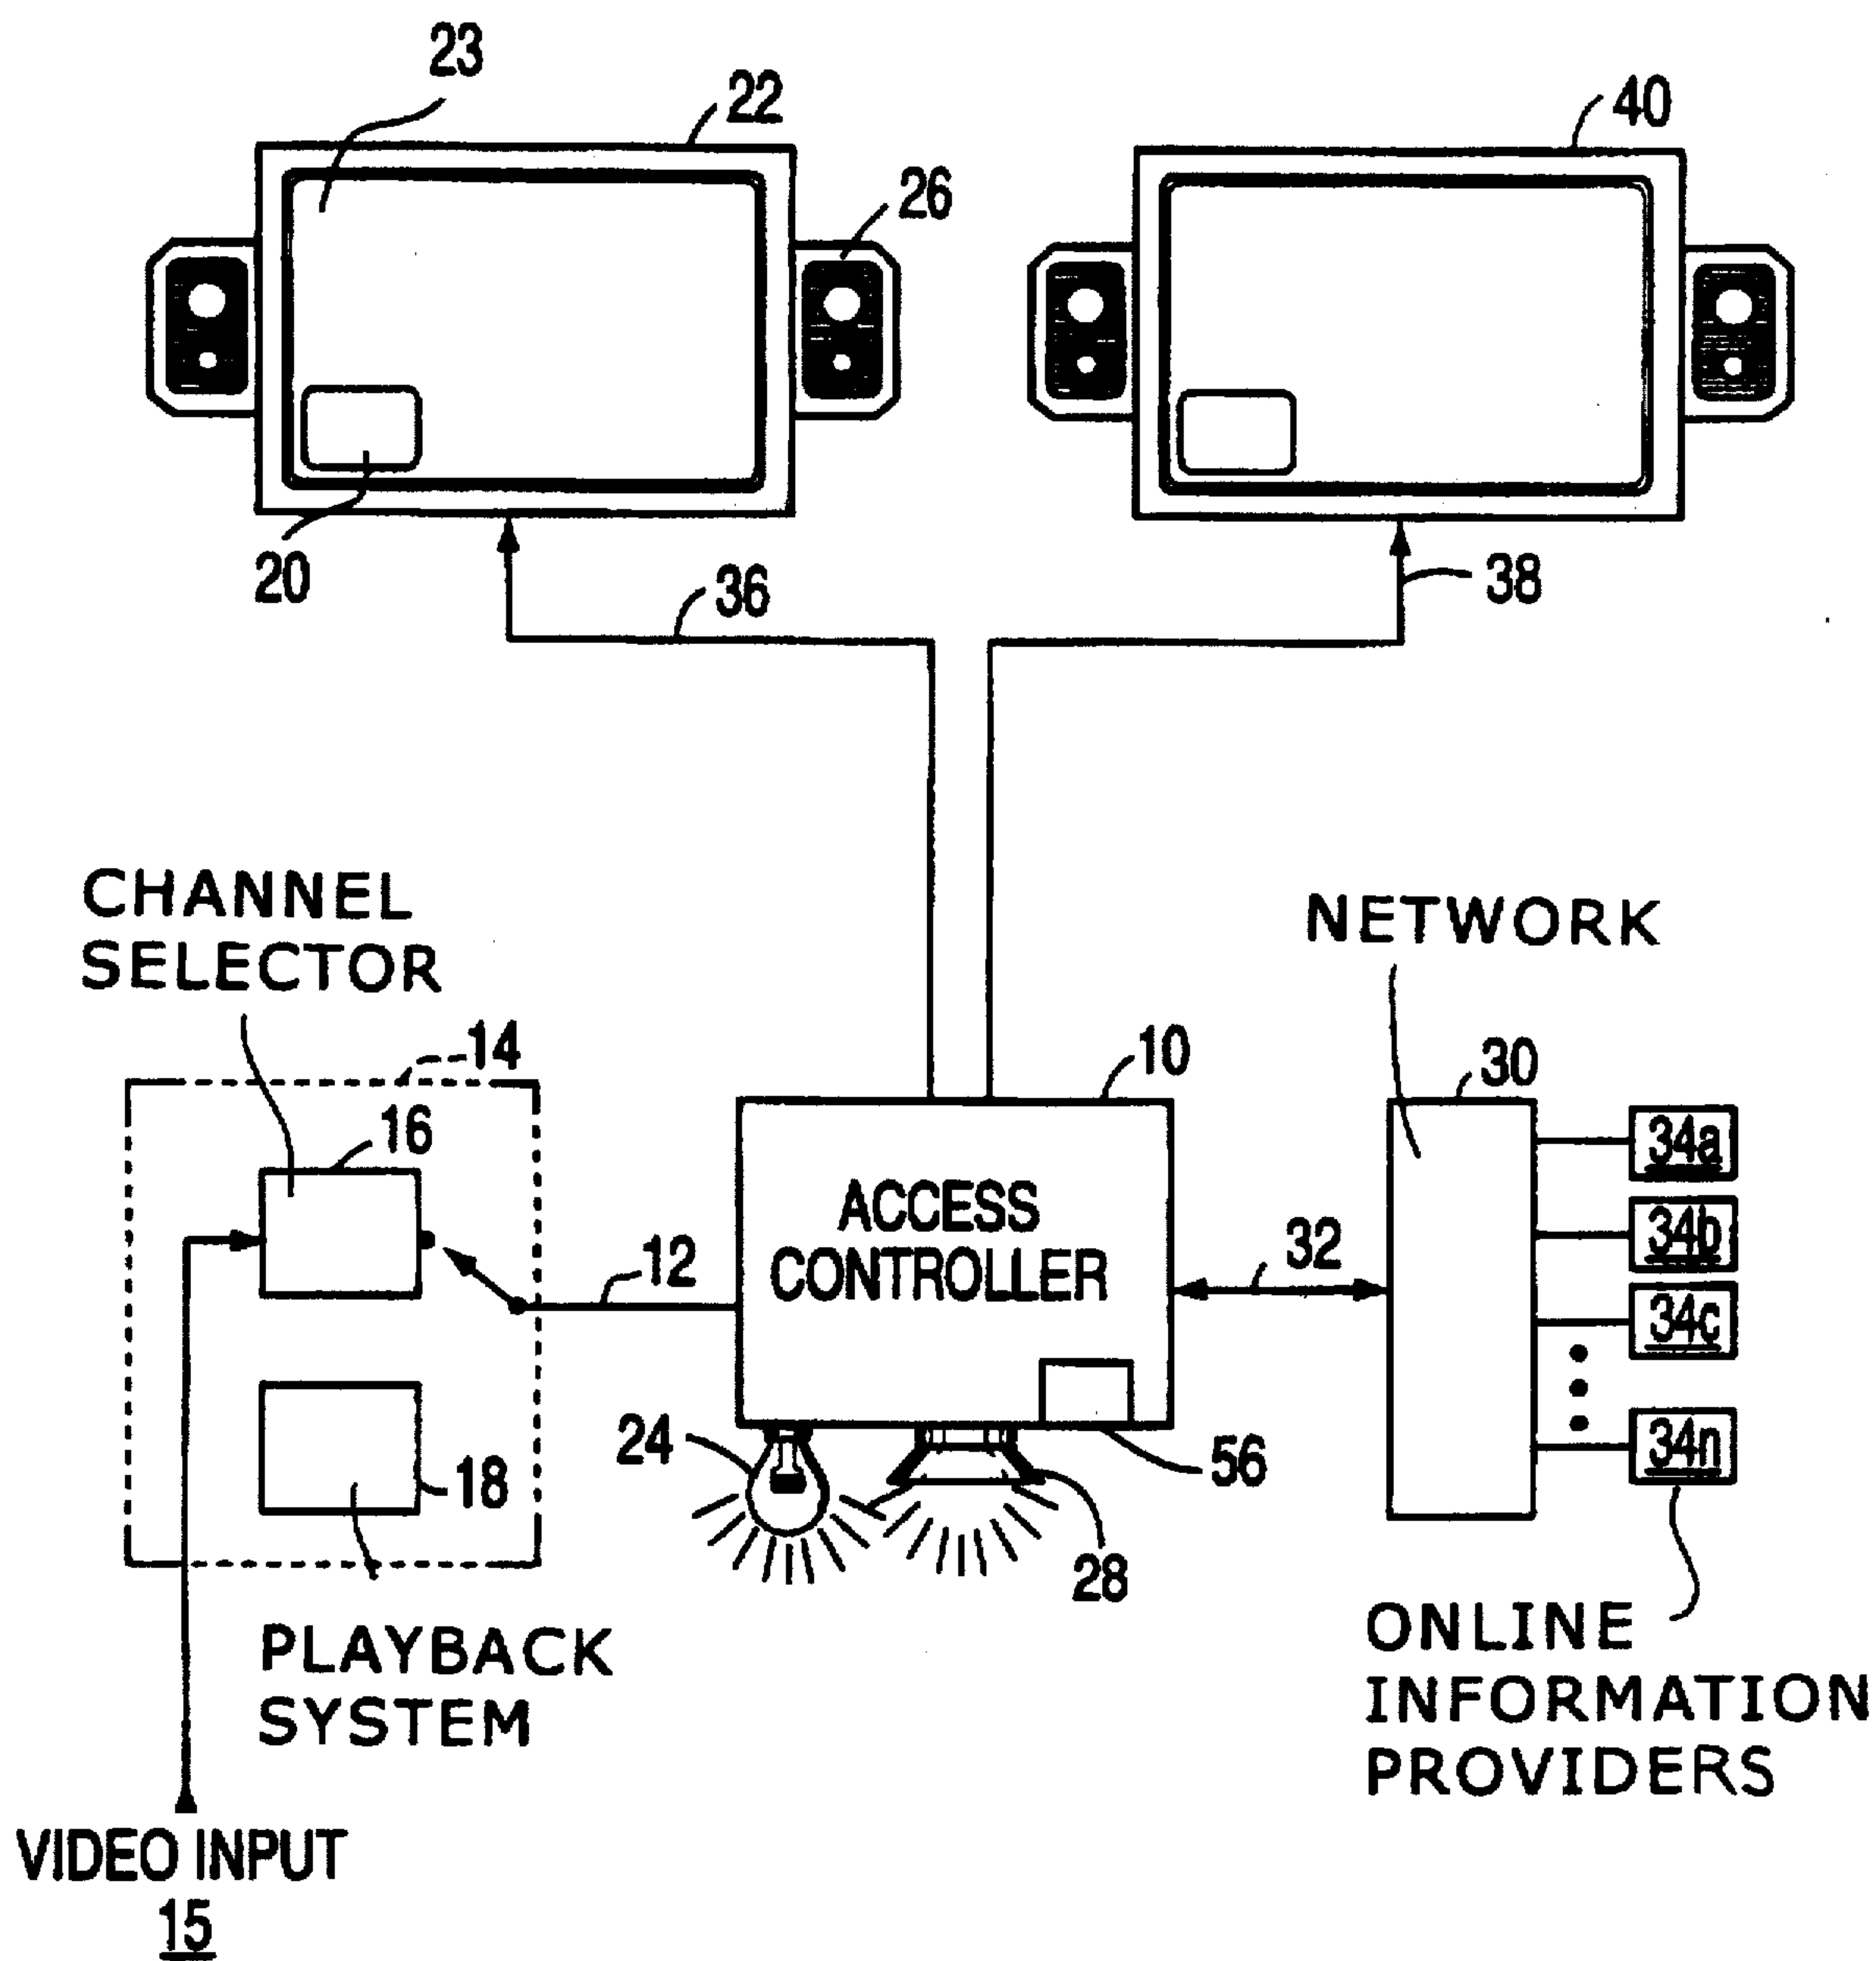 23
22
40
26
20
36
38
CHANNEL
SELECTOR
NETWORK
14
10
30
16
34a
ACCESS
CONTROLLER
34b
12
32
34c
24
18
56
34n
28
PLAYBACK
SYSTEM
ONLINE
INFORMATION
PROVIDERS
VIDEO INPUT
15